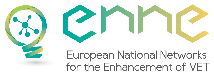 enne
European National Networks
for the Enhancement of VET